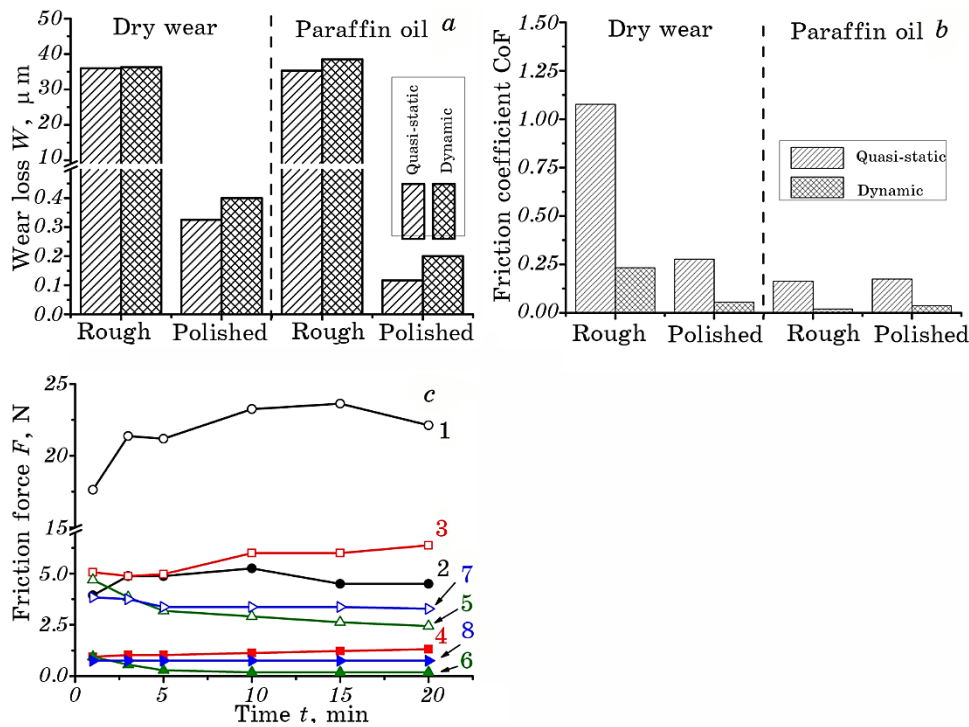 Dry wear
Paraffin oil
a
Wear loss W, μm
50
40
30
20
10
0.4
0.3
0.2
0.1
0.0
Quasi-static
Dynamic
Rough
Polished
Rough
Polished
Dry wear
Paraffin oil
b
Friction coefficient CoF
1.50
1.25
1.00
0.75
0.50
0.25
0.00
Quasi-static
Dynamic
Rough
Polished
Rough
Polished
c
Friction force F, N
25
20
15
5.0
2.5
0.0
1
3
2
7
5
4
8
6
0
5
10
15
20
Time t, min